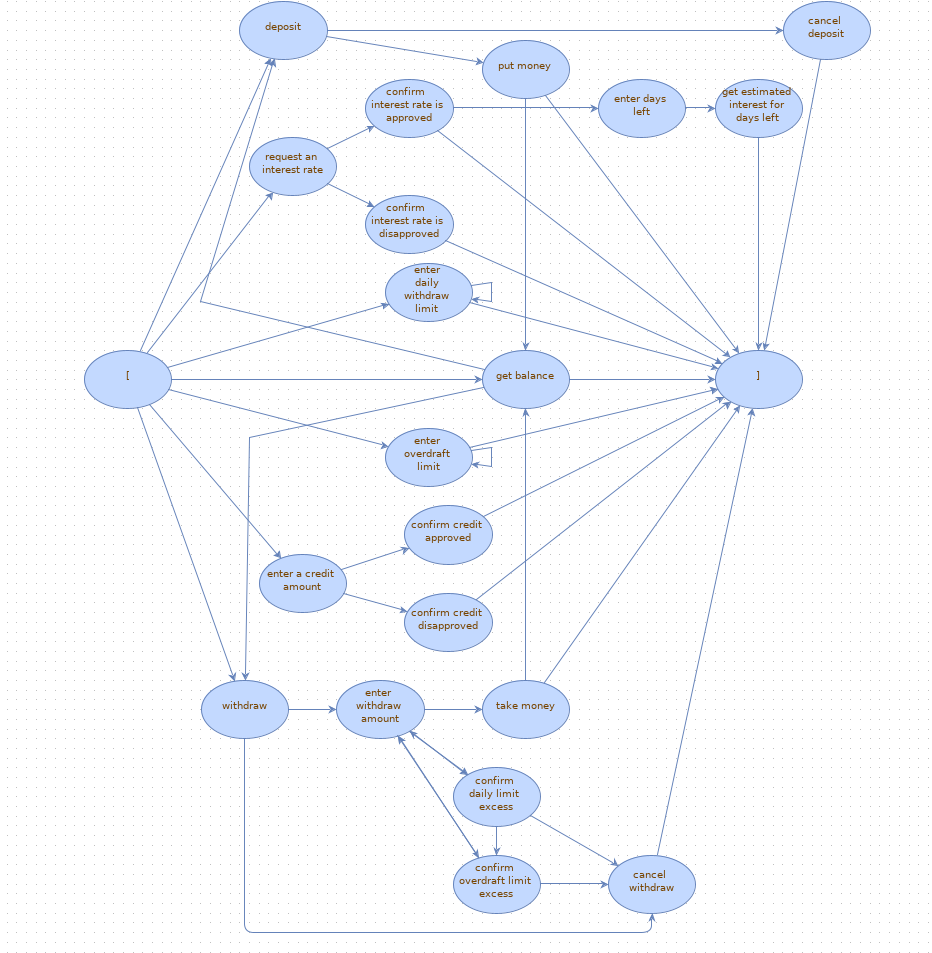 deposit
cancel
deposit
put money
confirm
interest rate is
approved
enter days
left
get estimated
interest for
days left
request an
interest rate
confirm
interest rate is
disapproved
enter
daily
withdraw
limit
[
get balance
]
enter
overdraft
limit
confirm credit
approved
enter a credit
amount
confirm credit
disapproved
withdraw
enter
withdraw
amount
take money
confirm
daily limit
excess
confirm
overdraft limit
excess
cancel
withdraw